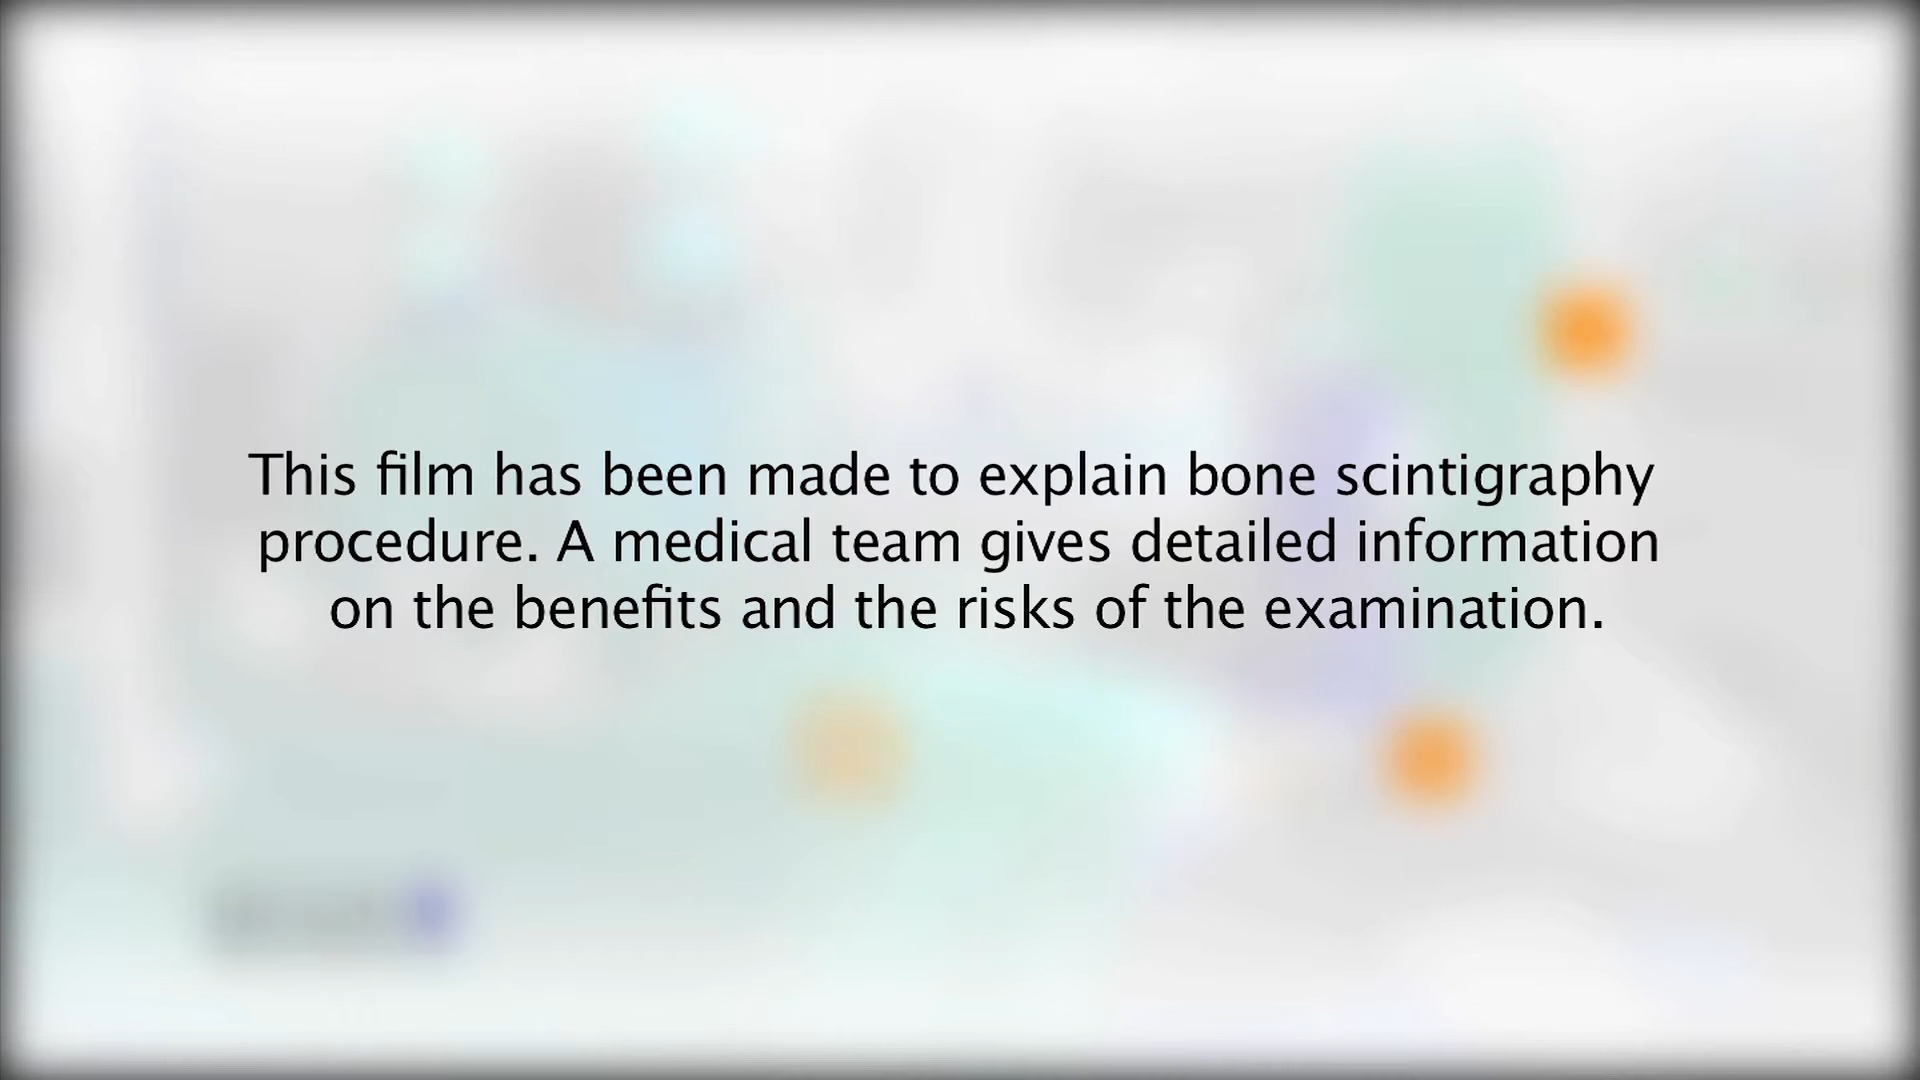 This film has been made to explain bone scintigraphy
procedure. A medical team gives detailed information
on the benefits and the risks of the examination.